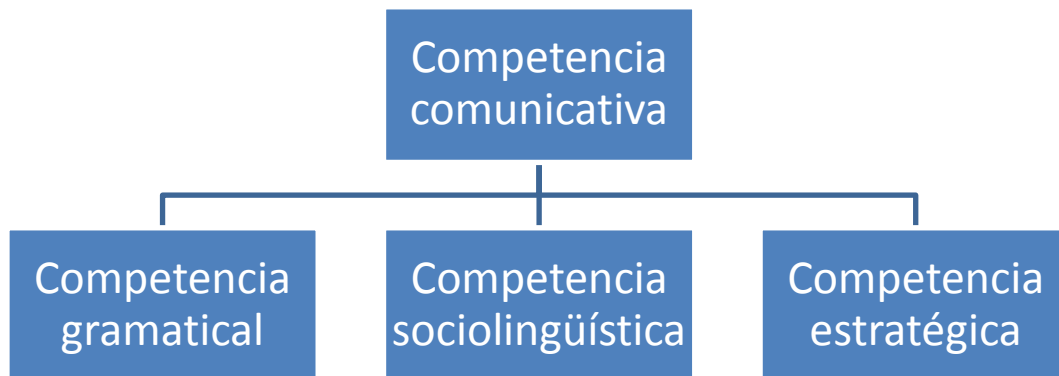 Competencia
comunicativa
Competencia
gramatical
Competencia
sociolingüística
Competencia
estratégica